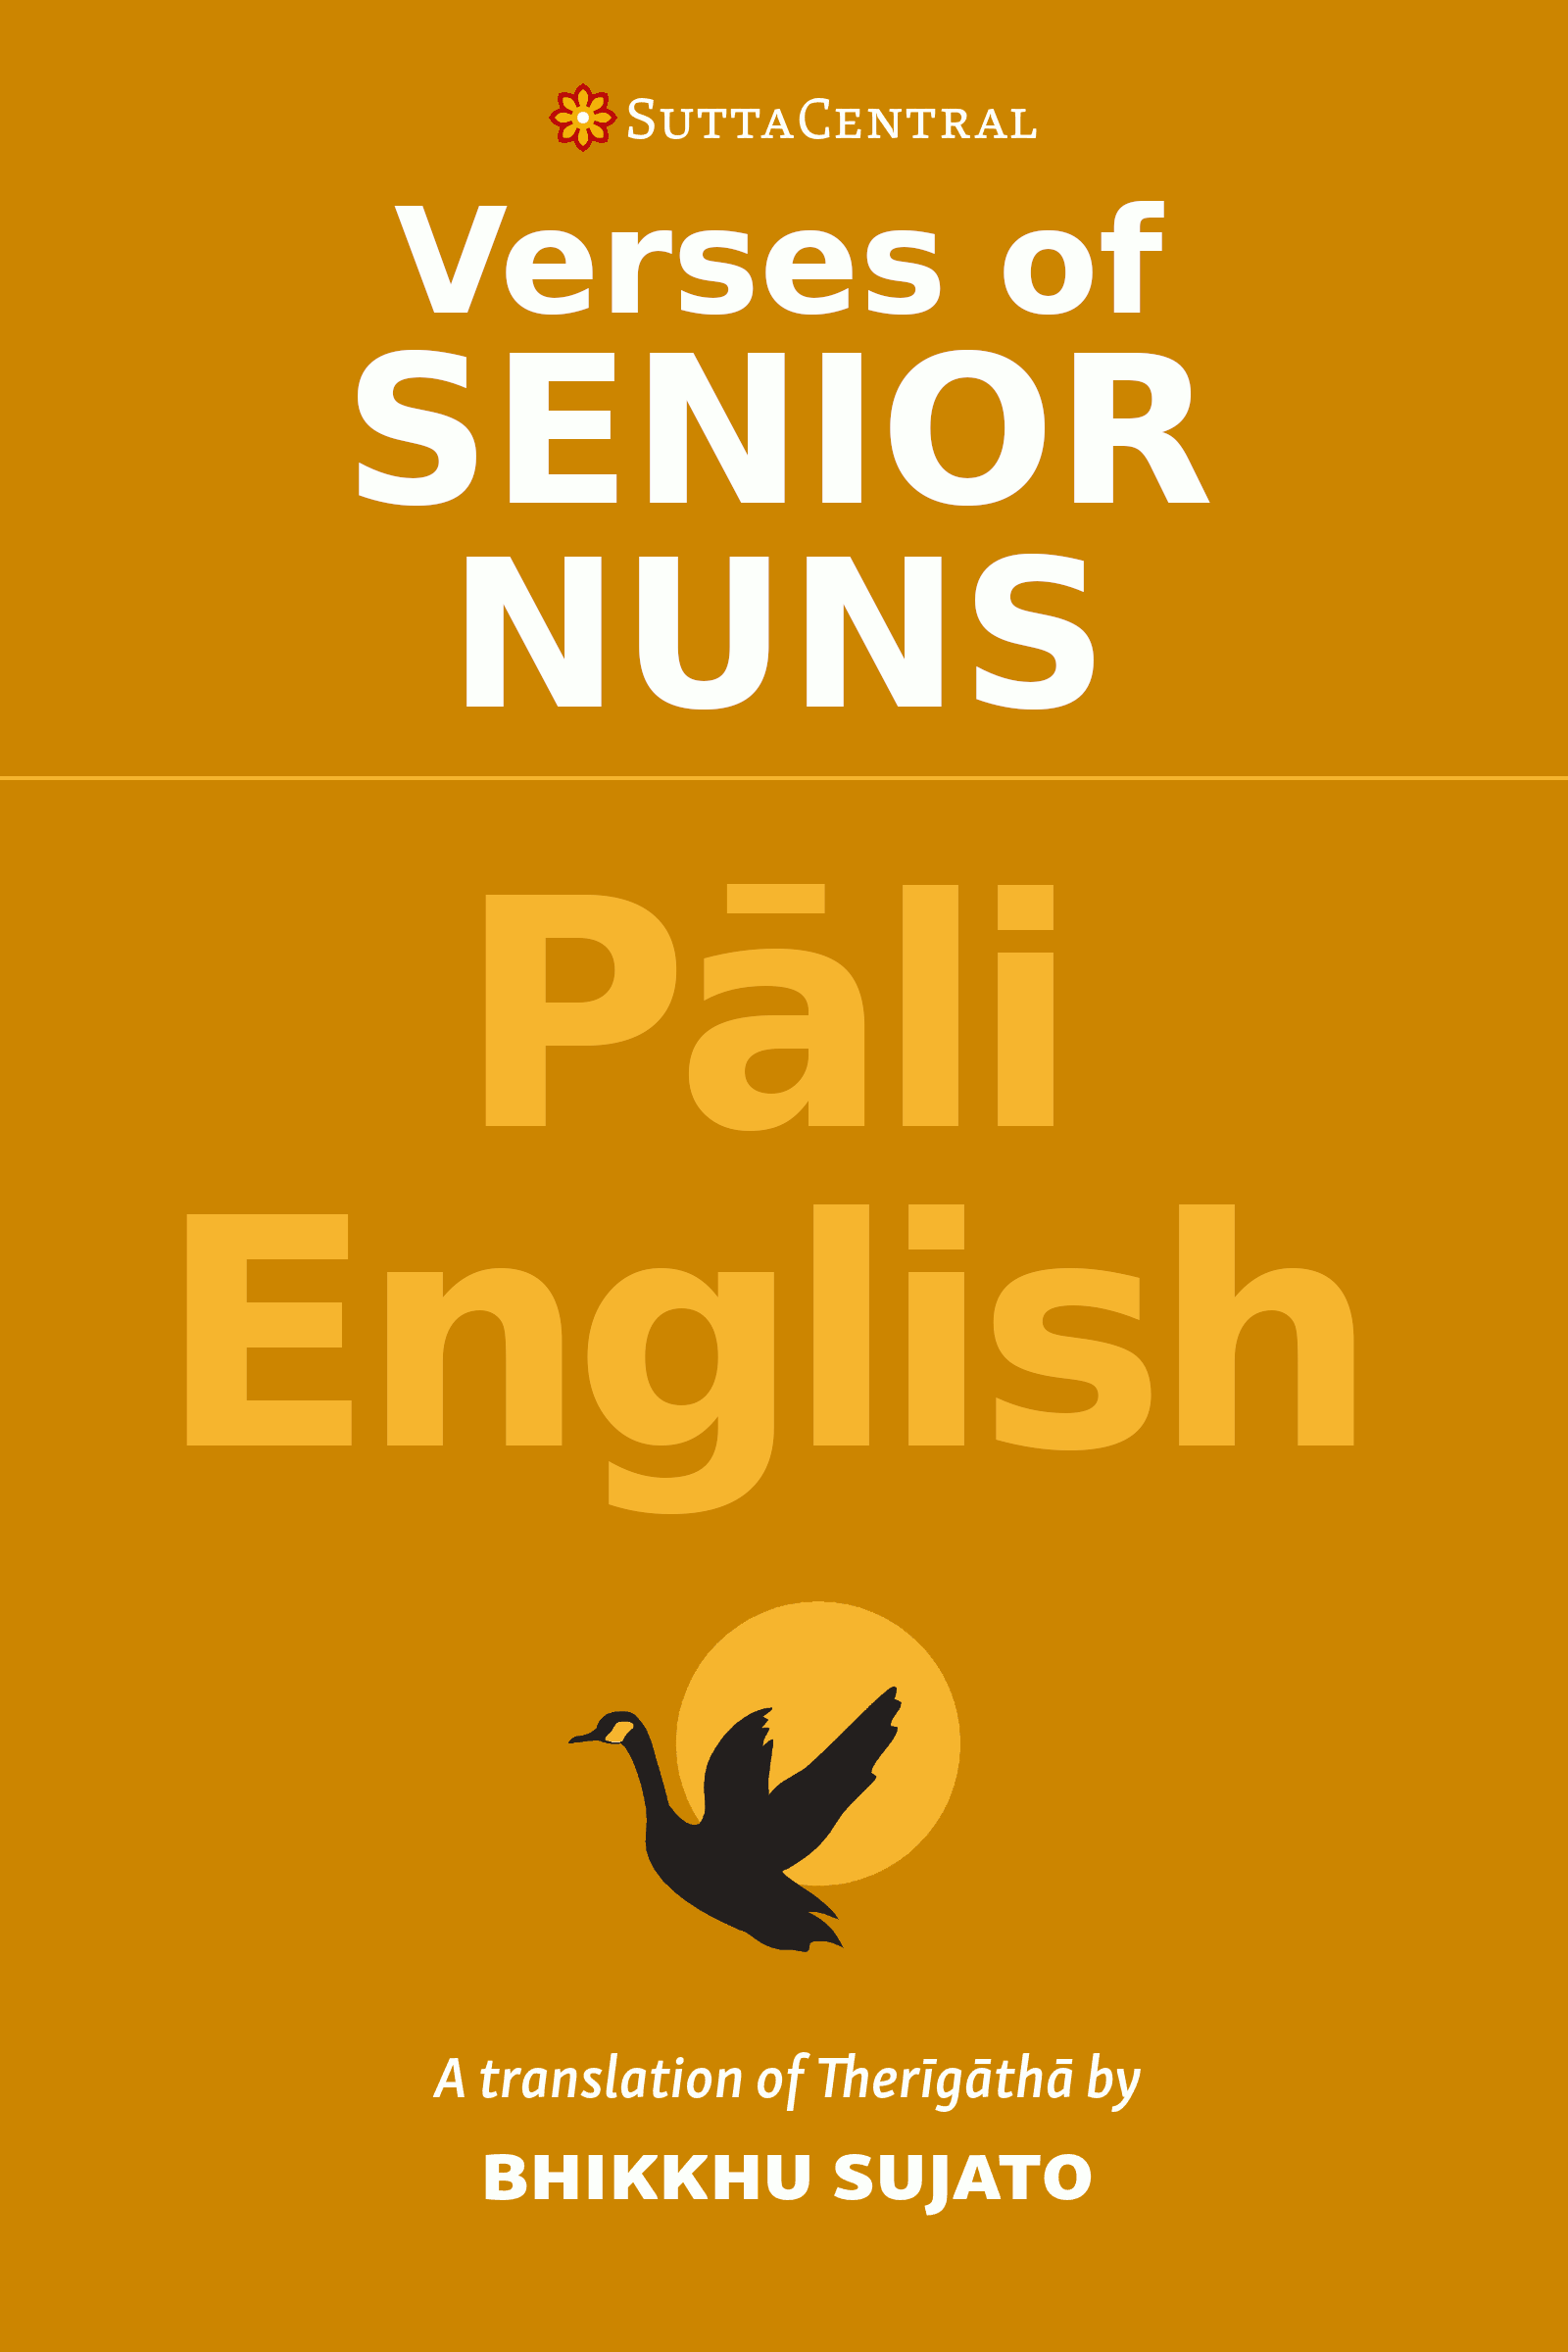 SuttaCentral
Verses of
SENIOR
NUNS
Pāli
English
A translation of Therīgāthā by
BHIKKHU SUJATO